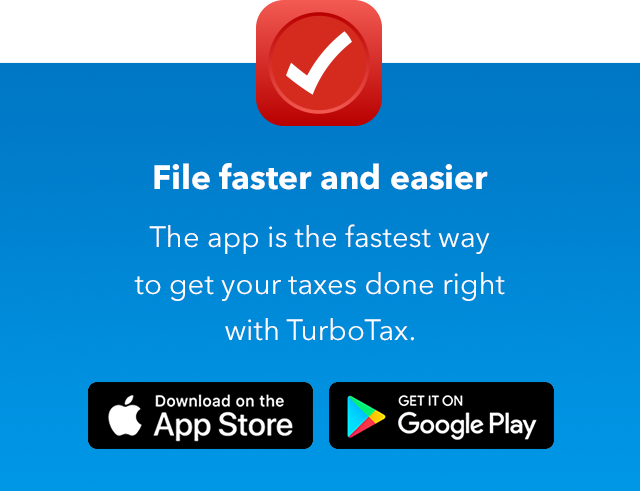 File faster and easier
The app is the fastest way
to get your taxes done right
with TurboTax.
Download on the
App Store
GET IT ON
Google Play